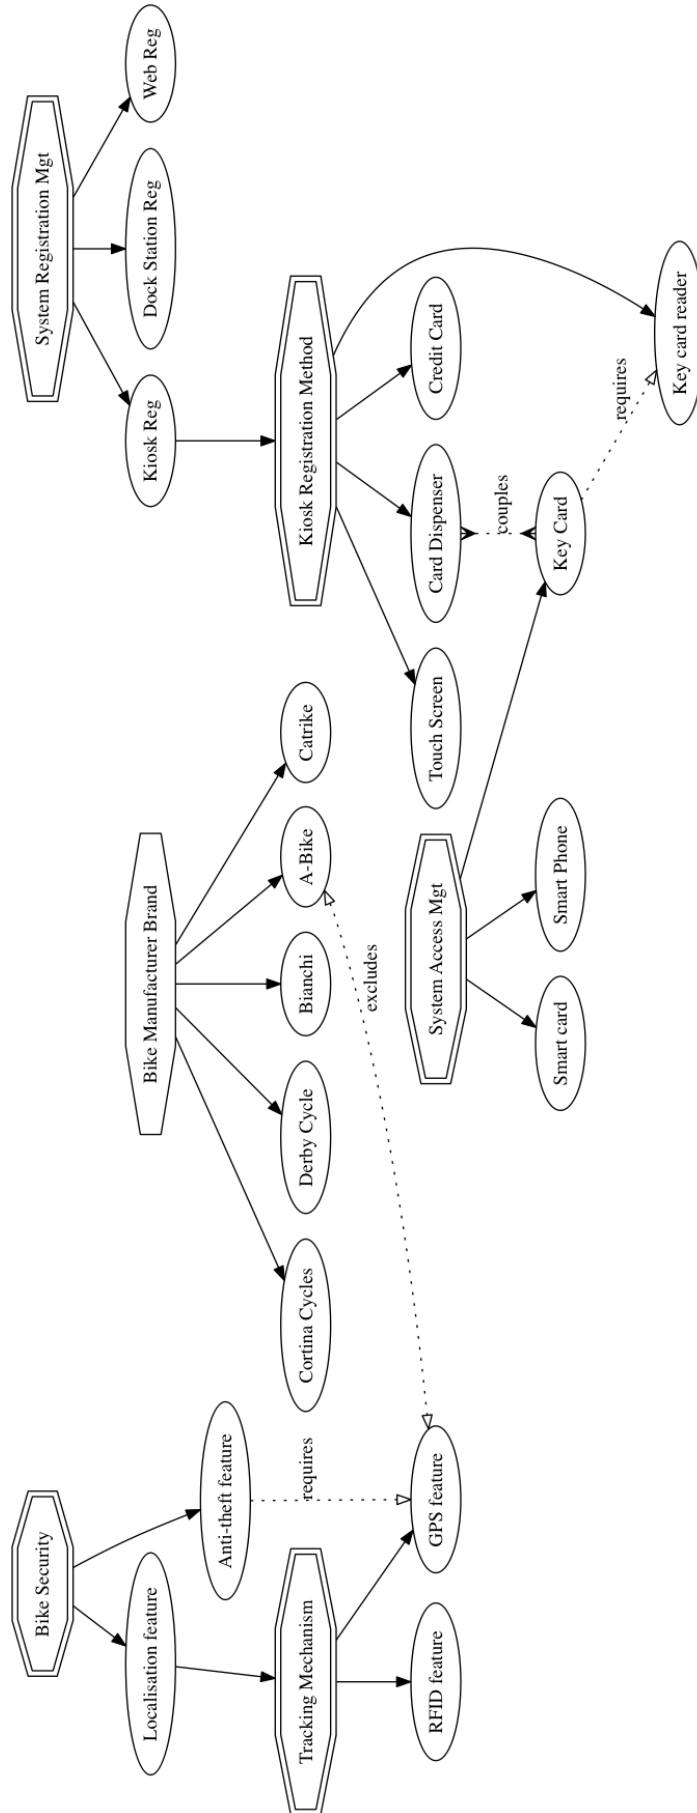 Bike Security
Localisation feature
Anti-theft feature
requires
Tracking Mechanism
RFID feature
GPS feature
Bike Manufacturer Brand
Cortina Cycles
Derby Cycle
Bianchi
A-Bike
Catrike
excludes
System Registration Mgt
Kiosk Reg
Dock Station Reg
Web Reg
Kiosk Registration Method
Touch Screen
Card Dispenser
Credit Card
couples
System Access Mgt
Smart card
Smart Phone
Key Card
requires
Key card reader